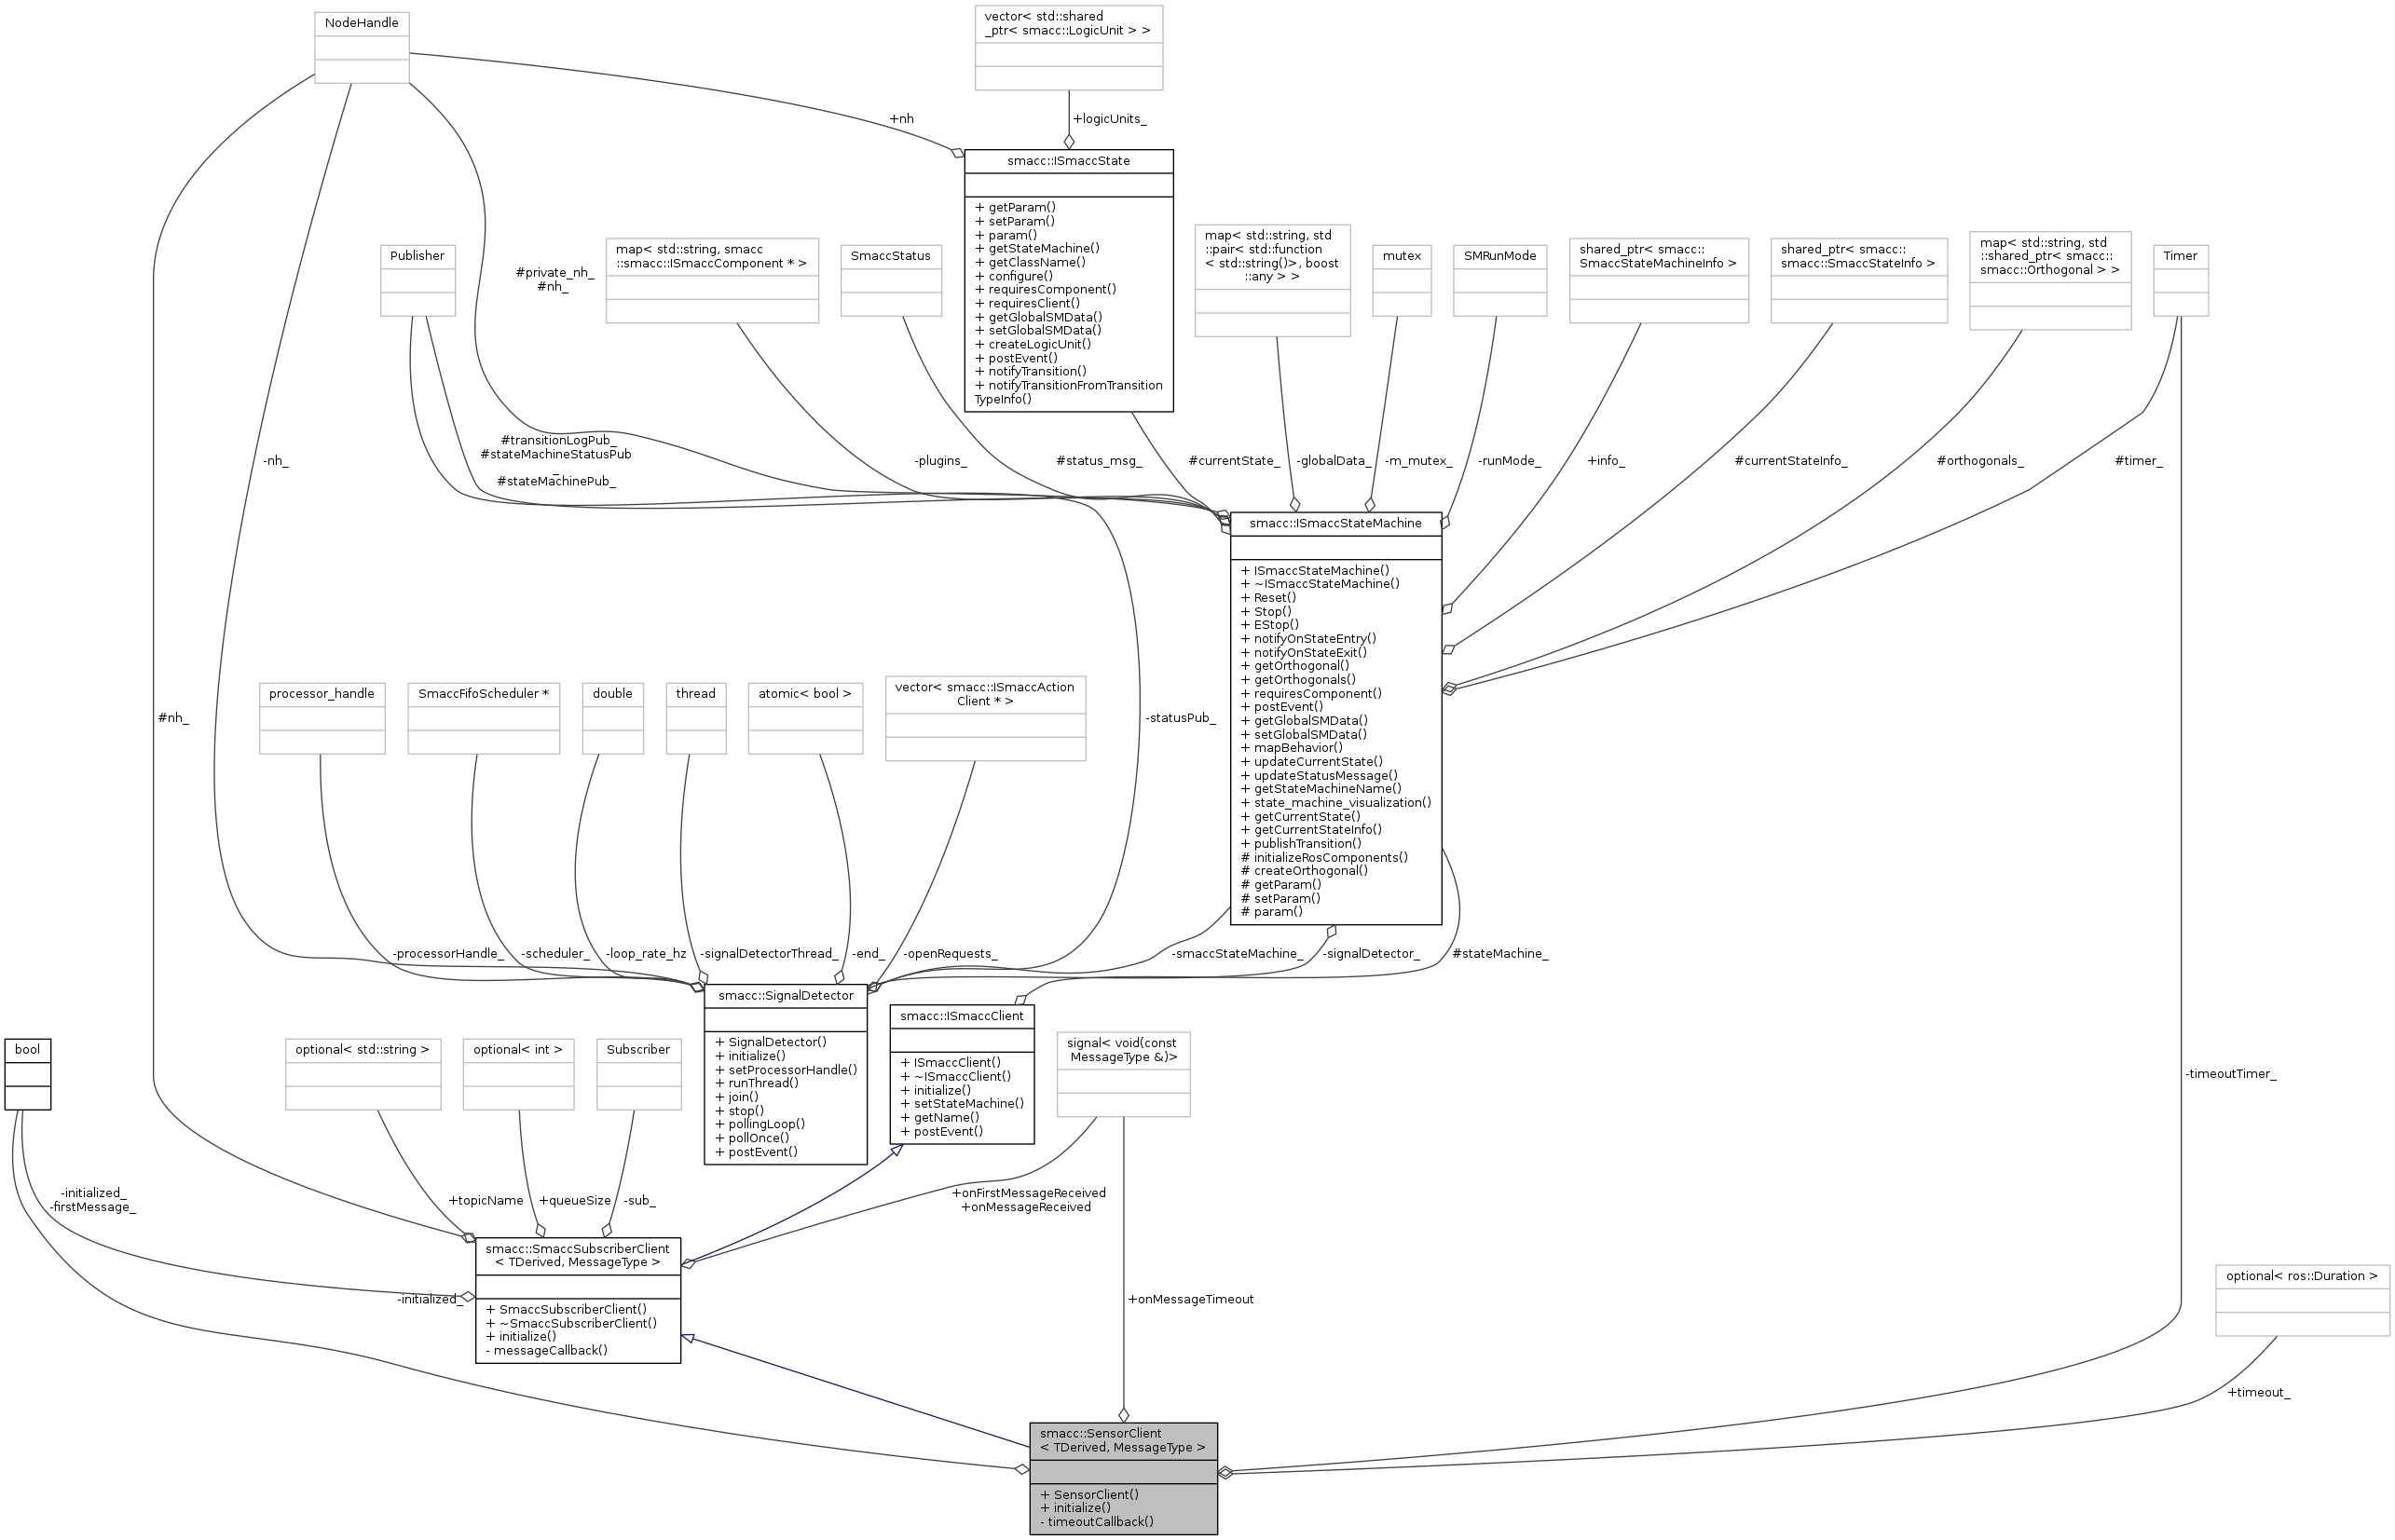 NodeHandle
vector< std::shared
_ptr< smacc::LogicUnit > >
+nh
+logicUnits_
smacc::ISmaccState
+ getParam()
+ setParam()
+ param()
+ getStateMachine()
+ getClassName()
+ configure()
+ requiresComponent()
+ requiresClient()
+ getGlobalSMData()
+ setGlobalSMData()
+ createLogicUnit()
+ postEvent()
+ notifyTransition()
+ notifyTransitionFromTransition
TypeInfo()
Publisher
#private_nh_
#nh_
map< std::string, smacc
::smacc::ISmaccComponent * >
SmaccStatus
map< std::string, std
::pair< std::function
< std::string()>, boost
::any > >
mutex
SMRunMode
shared_ptr< smacc::
SmaccStateMachineInfo >
shared_ptr< smacc::
smacc::SmaccStateInfo >
map< std::string, std
::shared_ptr< smacc::
smacc::Orthogonal > >
Timer
-nh_
#transitionLogPub_
#stateMachineStatusPub
_
#stateMachinePub_
-plugins_
#status_msg_
#currentState_
-globalData_
-m_mutex_
-runMode_
+info_
#currentStateInfo_
#orthogonals_
#timer_
smacc::ISmaccStateMachine
+ ISmaccStateMachine()
+ ~ISmaccStateMachine()
+ Reset()
+ Stop()
+ EStop()
+ notifyOnStateEntry()
+ notifyOnStateExit()
+ getOrthogonal()
+ getOrthogonals()
+ requiresComponent()
+ postEvent()
+ getGlobalSMData()
+ setGlobalSMData()
+ mapBehavior()
+ updateCurrentState()
+ updateStatusMessage()
+ getStateMachineName()
+ state_machine_visualization()
+ getCurrentState()
+ getCurrentStateInfo()
+ publishTransition()
# initializeRosComponents()
# createOrthogonal()
# getParam()
# setParam()
# param()
#nh_
processor_handle
SmaccFifoScheduler *
double
thread
atomic< bool >
vector< smacc::ISmaccAction
Client * >
-statusPub_
-processorHandle_
-scheduler_
-loop_rate_hz
-signalDetectorThread_
-end_
-openRequests_
-smaccStateMachine_
-signalDetector_
#stateMachine_
smacc::SignalDetector
+ SignalDetector()
+ initialize()
+ setProcessorHandle()
+ runThread()
+ join()
+ stop()
+ pollingLoop()
+ pollOnce()
+ postEvent()
smacc::ISmaccClient
+ ISmaccClient()
+ ~ISmaccClient()
+ initialize()
+ setStateMachine()
+ getName()
+ postEvent()
bool
optional< std::string >
optional< int >
Subscriber
signal< void(const
MessageType &)>
-timeoutTimer_
-initialized_
-firstMessage_
+topicName
+queueSize
-sub_
+onFirstMessageReceived
+onMessageReceived
smacc::SmaccSubscriberClient
< TDerived, MessageType >
+ SmaccSubscriberClient()
+ ~SmaccSubscriberClient()
+ initialize()
- messageCallback()
-initialized_
+onMessageTimeout
optional< ros::Duration >
+timeout_
smacc::SensorClient
< TDerived, MessageType >
+ SensorClient()
+ initialize()
- timeoutCallback()